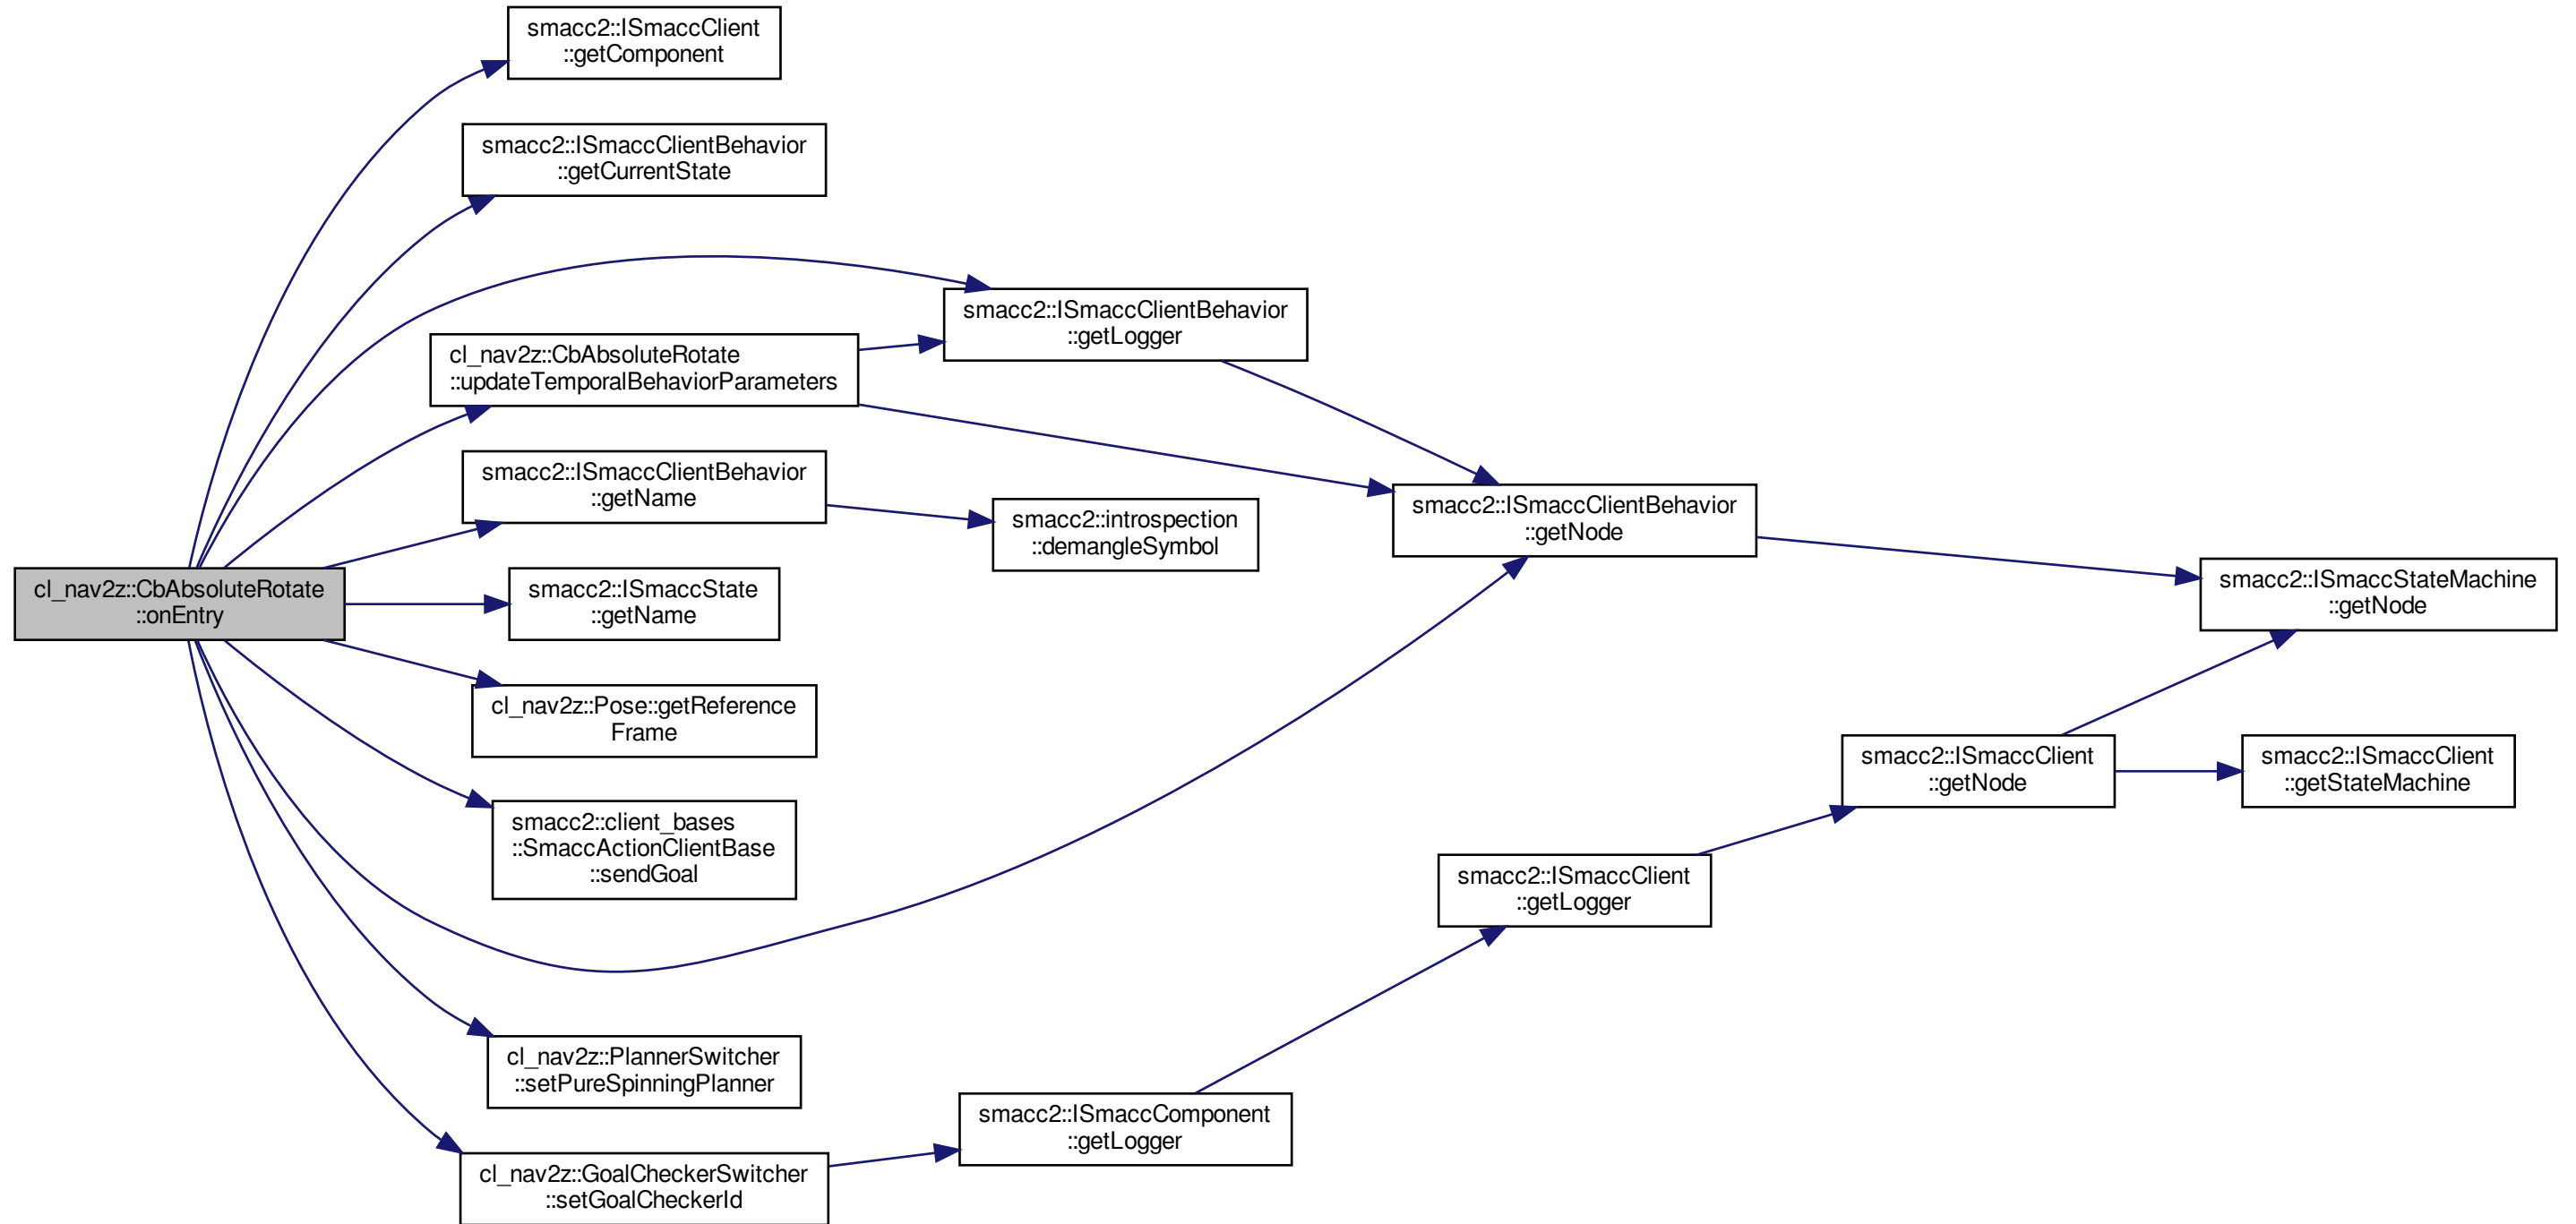 smacc2::ISmaccClient
::getComponent
smacc2::ISmaccClientBehavior
::getCurrentState
smacc2::ISmaccClientBehavior
::getLogger
cl_nav2z::CbAbsoluteRotate
::updateTemporalBehaviorParameters
smacc2::ISmaccClientBehavior
::getName
smacc2::introspection
::demangleSymbol
smacc2::ISmaccClientBehavior
::getNode
smacc2::ISmaccStateMachine
::getNode
cl_nav2z::CbAbsoluteRotate
::onEntry
smacc2::ISmaccState
::getName
cl_nav2z::Pose::getReference
Frame
smacc2::ISmaccClient
::getNode
smacc2::ISmaccClient
::getStateMachine
smacc2::client_bases
::SmaccActionClientBase
::sendGoal
smacc2::ISmaccClient
::getLogger
cl_nav2z::PlannerSwitcher
::setPureSpinningPlanner
smacc2::ISmaccComponent
::getLogger
cl_nav2z::GoalCheckerSwitcher
::setGoalCheckerId